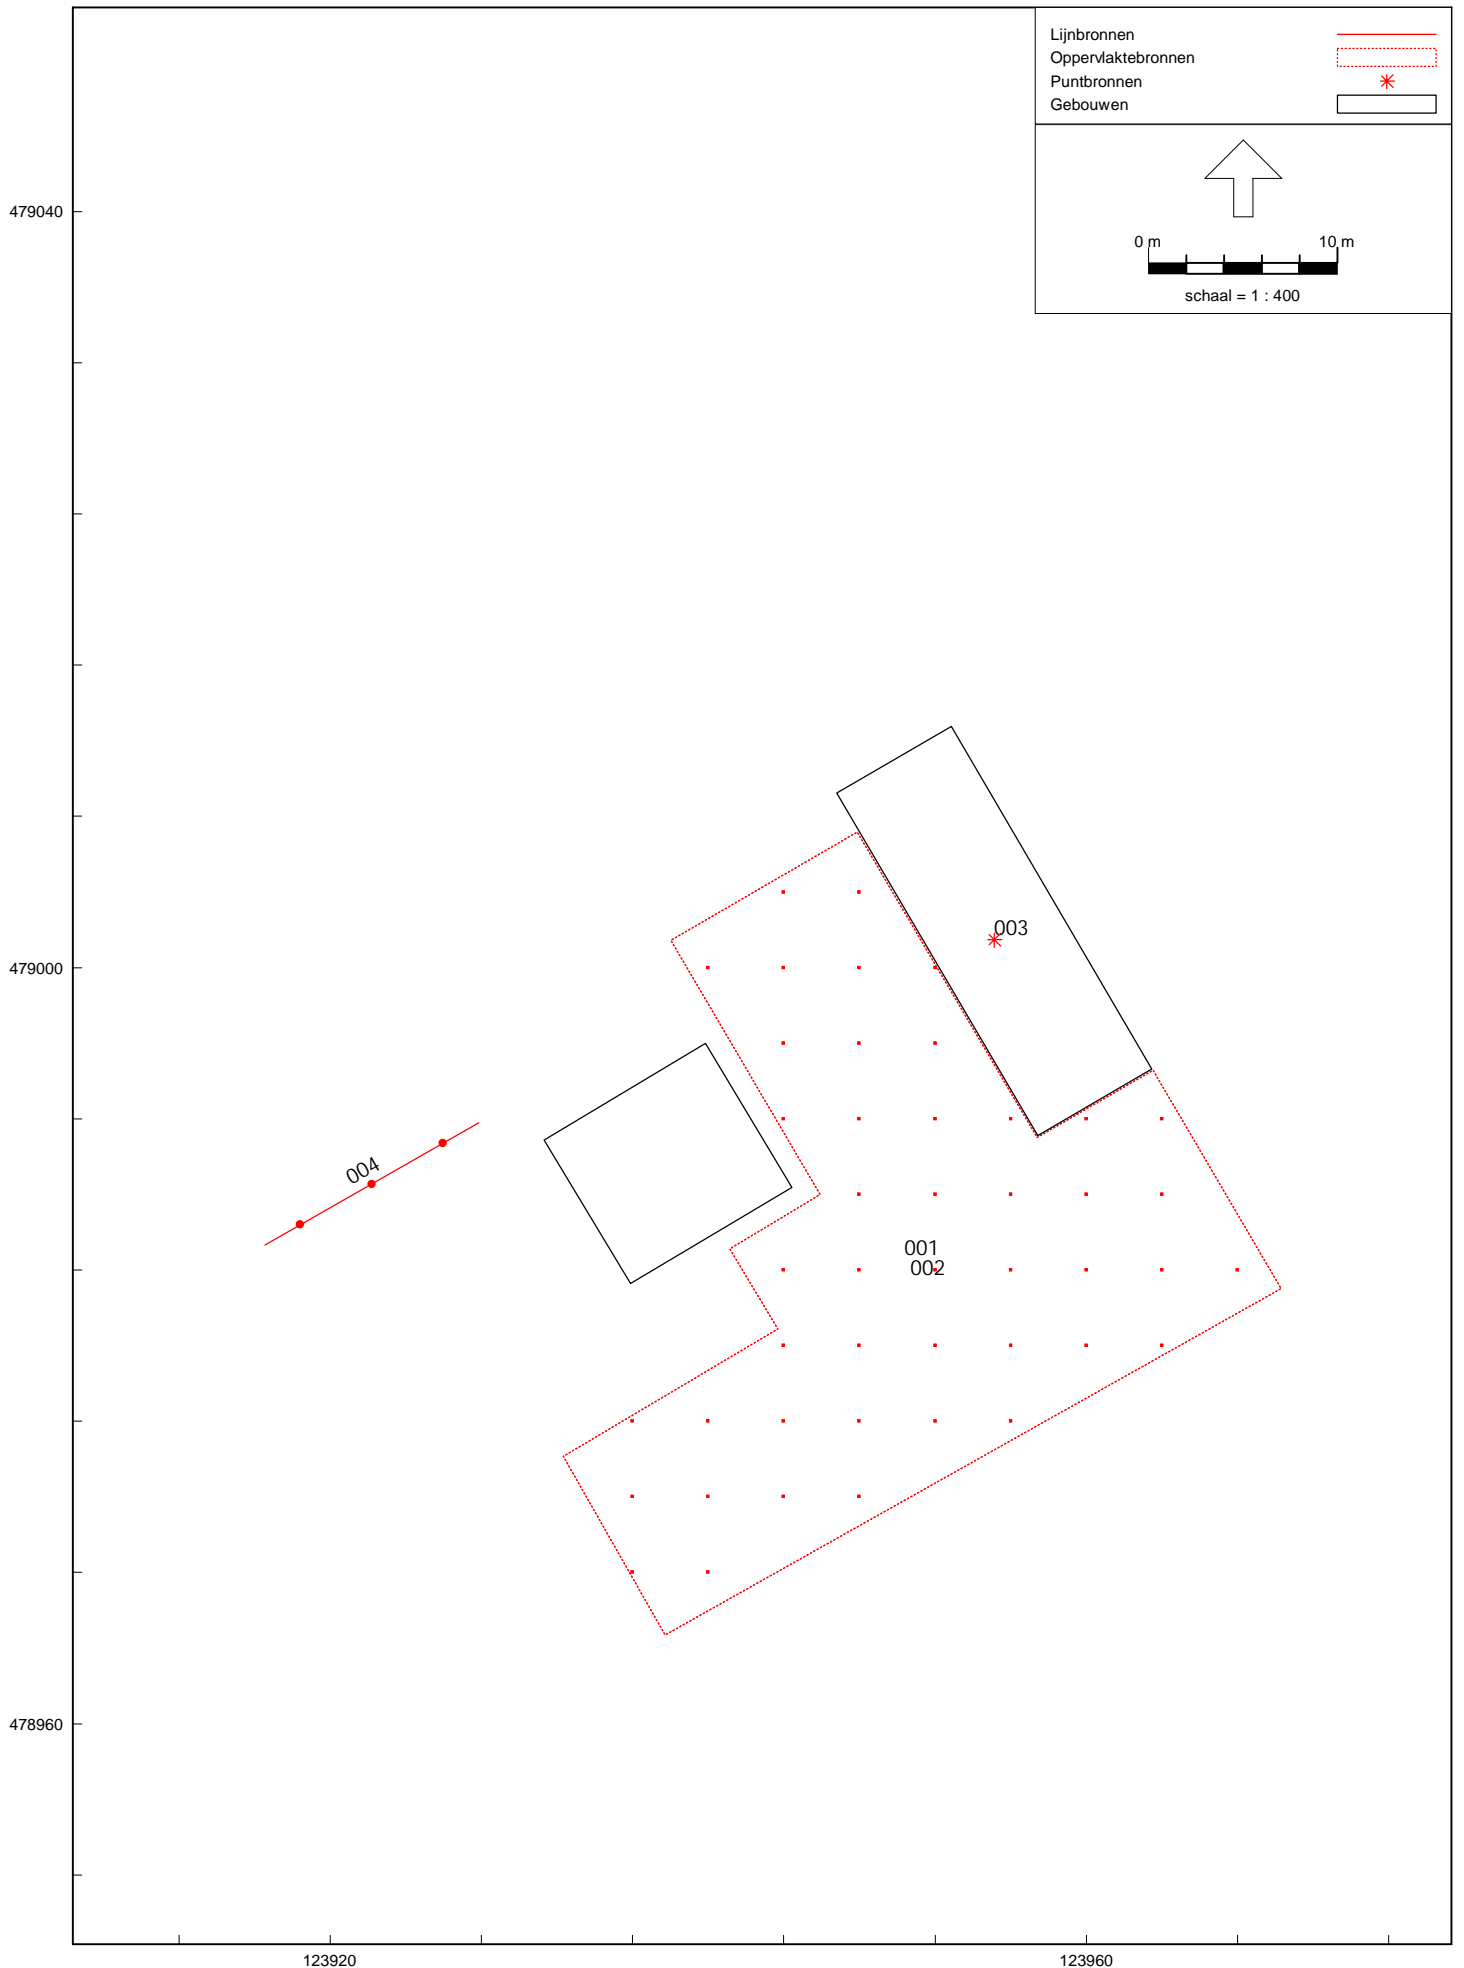 Lijnbronnen
Oppervlaktebronnen
Puntbronnen
Gebouwen
0 m 10 m
schaal = 1 : 400
479040
003
479000
004
001
002
478960
123920 123960